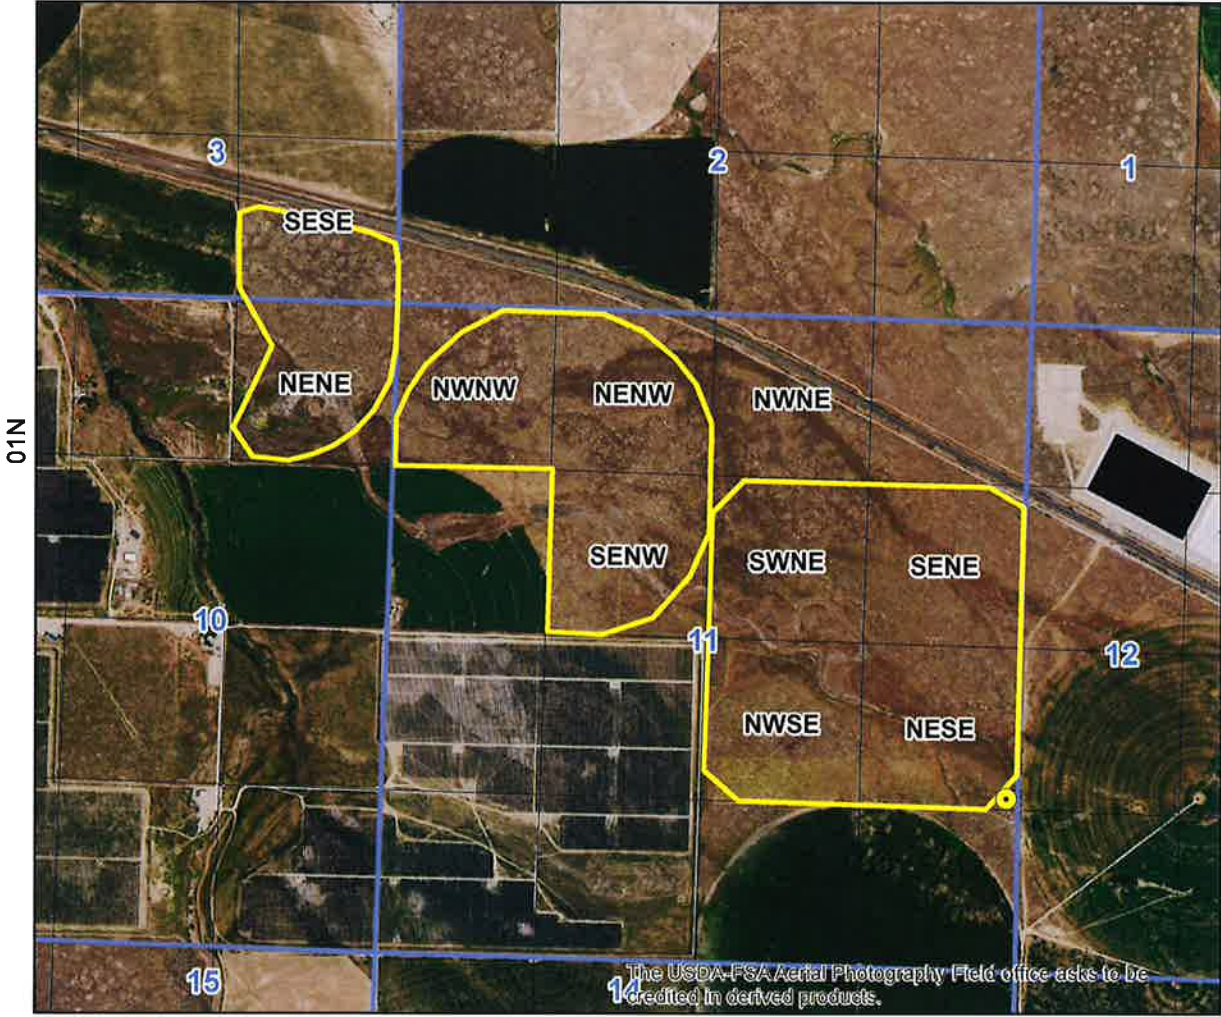 3
2
1
SESE
NENE
NWNW
NENW
NWNE
01N
SENW
SWNE
SENE
10
11
12
NWSE
NESE
15
14
The USDA-FSA Aerial Photography Field office asks to be
credited in derived products.